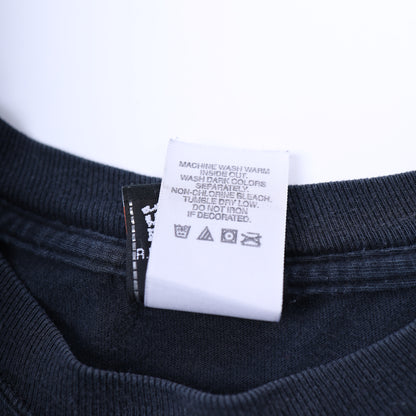 MACHINE WASH WARM
INSIDE OUT.
WASH DARK COLORS
SEPARATELY.
NON-CHLORINE BLEACH.
TUMBLE DRY LOW.
DO NOT IRON
IF DECORATED.